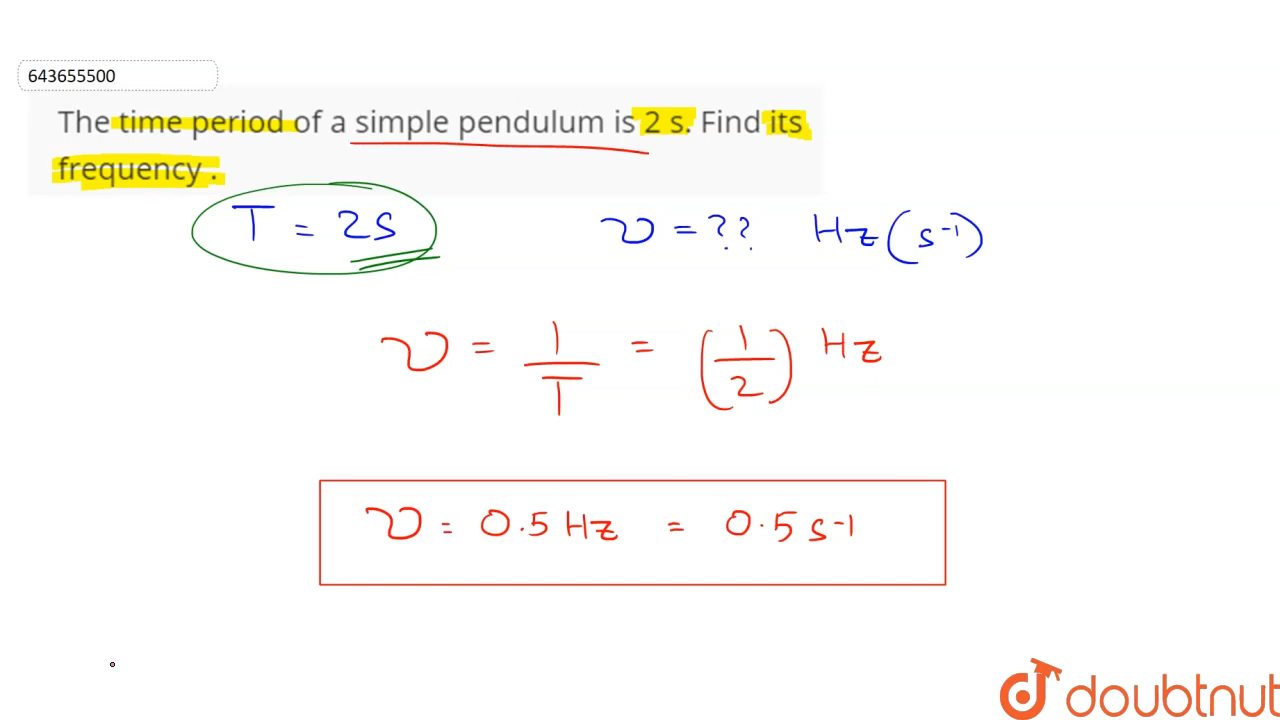 643655500
The time period of a simple pendulum is 2 s. Find its
frequency .
T = 2s ν = ?? Hz (s⁻¹)
ν = 1/T = (1/2) Hz
ν = 0.5 Hz = 0.5 s⁻¹
doubtnut